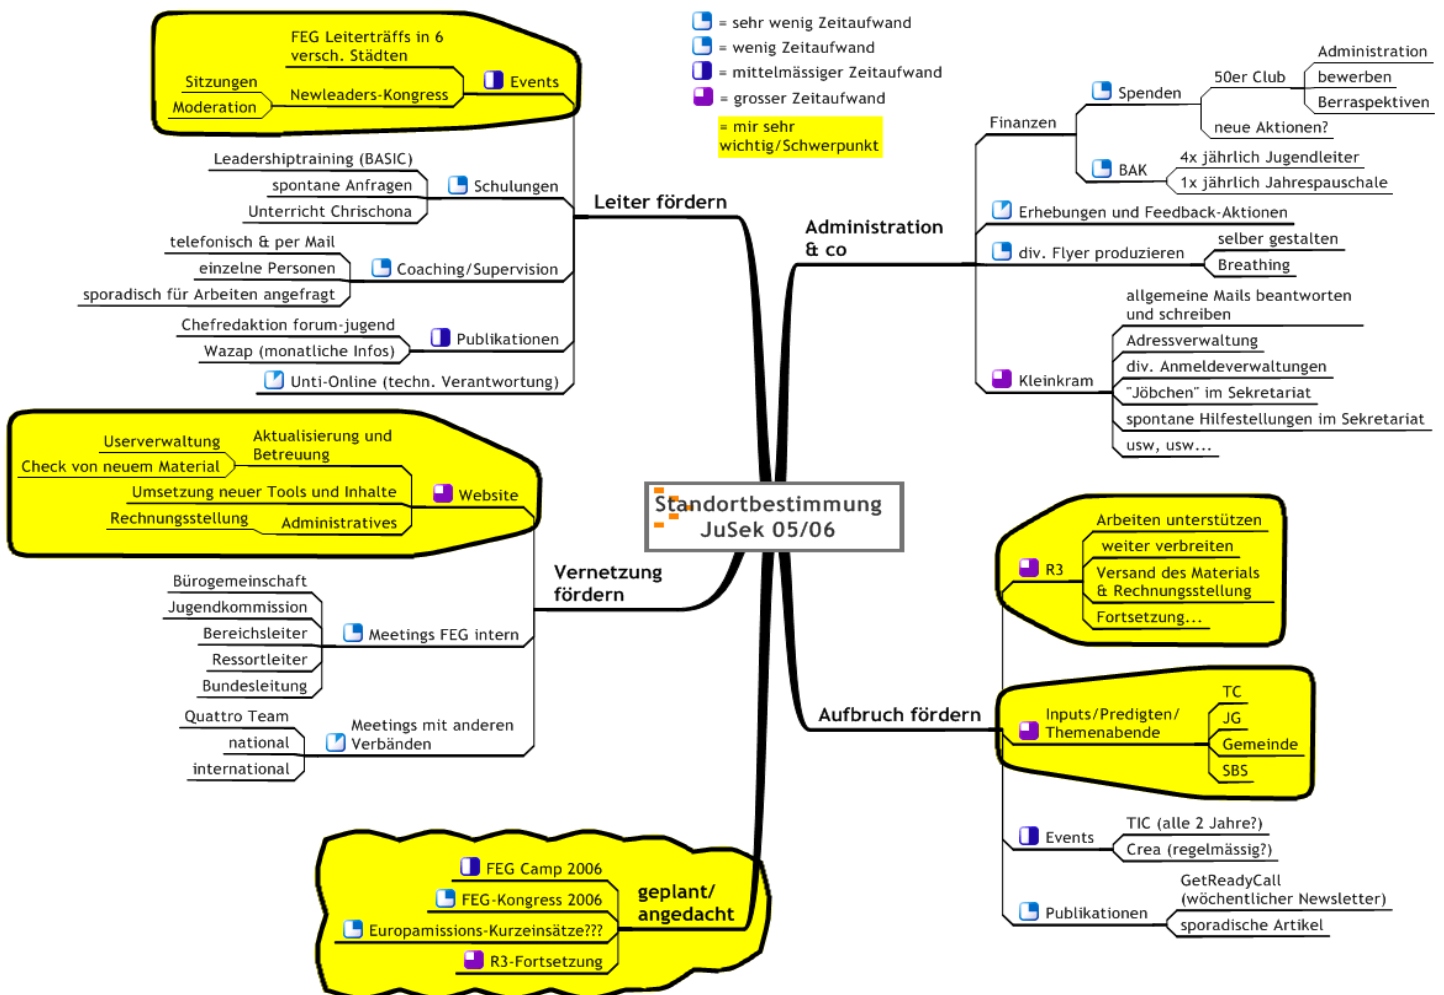 = sehr wenig Zeitaufwand
= wenig Zeitaufwand
= mittelmässiger Zeitaufwand
= grosser Zeitaufwand
= mir sehr
wichtig/Schwerpunkt
Standortbestimmung
JuSek 05/06
Leiter fördern
Events
FEG Leiterträffs in 6
versch. Städten
Newleaders-Kongress
Sitzungen
Moderation
Schulungen
Leadershiptraining (BASIC)
spontane Anfragen
Unterricht Chrischona
Coaching/Supervision
telefonisch & per Mail
einzelne Personen
sporadisch für Arbeiten angefragt
Publikationen
Chefredaktion forum-jugend
Wazap (monatliche Infos)
Unti-Online (techn. Verantwortung)
Vernetzung
fördern
Website
Aktualisierung und
Betreuung
Userverwaltung
Check von neuem Material
Umsetzung neuer Tools und Inhalte
Administratives
Rechnungsstellung
Meetings FEG intern
Bürogemeinschaft
Jugendkommission
Bereichsleiter
Ressortleiter
Bundesleitung
Meetings mit anderen
Verbänden
Quattro Team
national
international
geplant/
angedacht
FEG Camp 2006
FEG-Kongress 2006
Europamissions-Kurzeinsätze???
R3-Fortsetzung
Administration
& co
Finanzen
Spenden
50er Club
Administration
bewerben
Berraspektiven
neue Aktionen?
BAK
4x jährlich Jugendleiter
1x jährlich Jahrespauschale
Erhebungen und Feedback-Aktionen
div. Flyer produzieren
selber gestalten
Breathing
Kleinkram
allgemeine Mails beantworten
und schreiben
Adressverwaltung
div. Anmeldeverwaltungen
"Jöbchen" im Sekretariat
spontane Hilfestellungen im Sekretariat
usw, usw...
Aufbruch fördern
R3
Arbeiten unterstützen
weiter verbreiten
Versand des Materials
& Rechnungsstellung
Fortsetzung...
Inputs/Predigten/
Themenabende
TC
JG
Gemeinde
SBS
Events
TIC (alle 2 Jahre?)
Crea (regelmässig?)
Publikationen
GetReadyCall
(wöchentlicher Newsletter)
sporadische Artikel